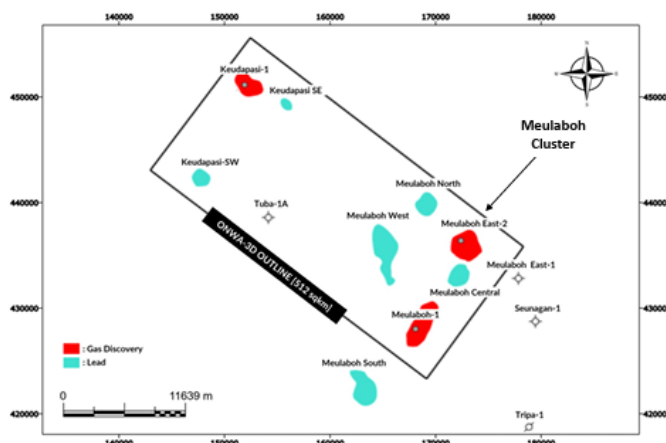 140000 150000 160000 170000 180000
N
Keudapasi-1
Keudapasi SE
450000 450000
Meulaboh
Cluster
Keudapasi-SW
Meulaboh North
Tuba-1A
440000 440000
Meulaboh West
Meulaboh East-2
ONWA-3D OUTLINE [512 sqkm]
Meulaboh East-1
Meulaboh Central
430000 430000
Meulaboh-1
Seunagan-1
: Gas Discovery
: Lead
Meulaboh South
0 11639 m
420000 420000
Tripa-1
140000 150000 160000 170000 180000